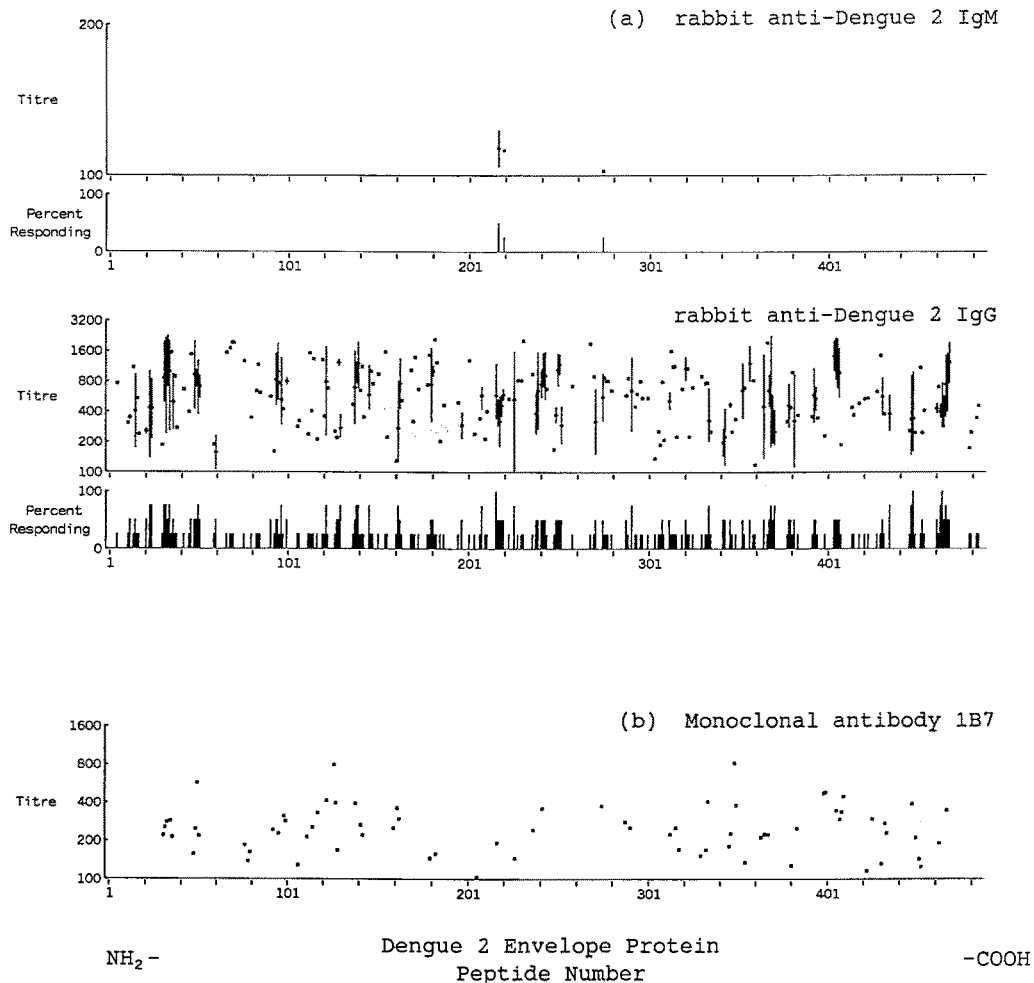 (a) rabbit anti-Dengue 2 IgM
200
Titre
100
100
Percent
Responding
0
1 101 201 301 401
rabbit anti-Dengue 2 IgG
3200
1600
Titre 800
400
200
100
100
Percent
Responding
0
1 101 201 301 401
(b) Monoclonal antibody 1B7
1600
800
Titre 400
200
100
1 101 201 301 401
NH₂- Dengue 2 Envelope Protein -COOH
Peptide Number